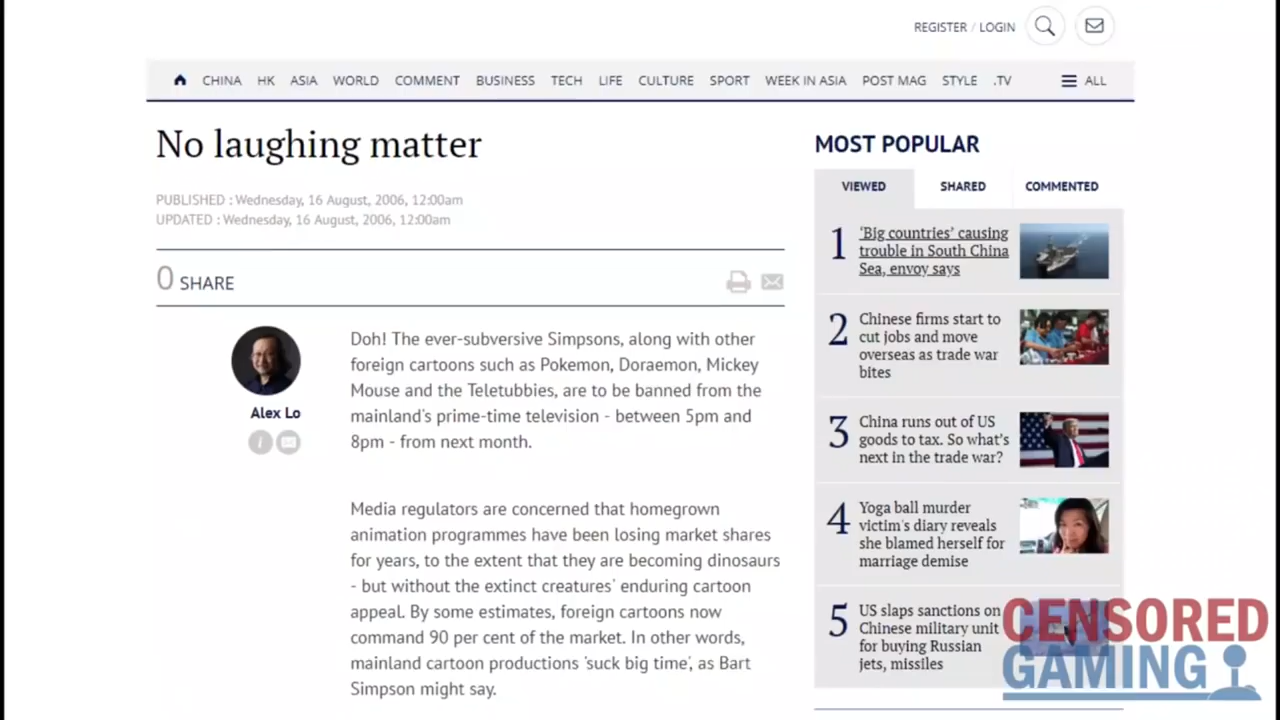 REGISTER / LOGIN
CHINA HK ASIA WORLD COMMENT BUSINESS TECH LIFE CULTURE SPORT WEEK IN ASIA POST MAG STYLE .TV ALL
No laughing matter
PUBLISHED : Wednesday, 16 August, 2006, 12:00am
UPDATED : Wednesday, 16 August, 2006, 12:00am
0 SHARE
Alex Lo
Doh! The ever-subversive Simpsons, along with other
foreign cartoons such as Pokemon, Doraemon, Mickey
Mouse and the Teletubbies, are to be banned from the
mainland's prime-time television - between 5pm and
8pm - from next month.
Media regulators are concerned that homegrown
animation programmes have been losing market shares
for years, to the extent that they are becoming dinosaurs
- but without the extinct creatures' enduring cartoon
appeal. By some estimates, foreign cartoons now
command 90 per cent of the market. In other words,
mainland cartoon productions 'suck big time', as Bart
Simpson might say.
MOST POPULAR
VIEWED SHARED COMMENTED
1 'Big countries' causing
trouble in South China
Sea, envoy says
2 Chinese firms start to
cut jobs and move
overseas as trade war
bites
3 China runs out of US
goods to tax. So what's
next in the trade war?
4 Yoga ball murder
victim's diary reveals
she blamed herself for
marriage demise
5 US slaps sanctions on
Chinese military unit
for buying Russian
jets, missiles
CENSORED
GAMING